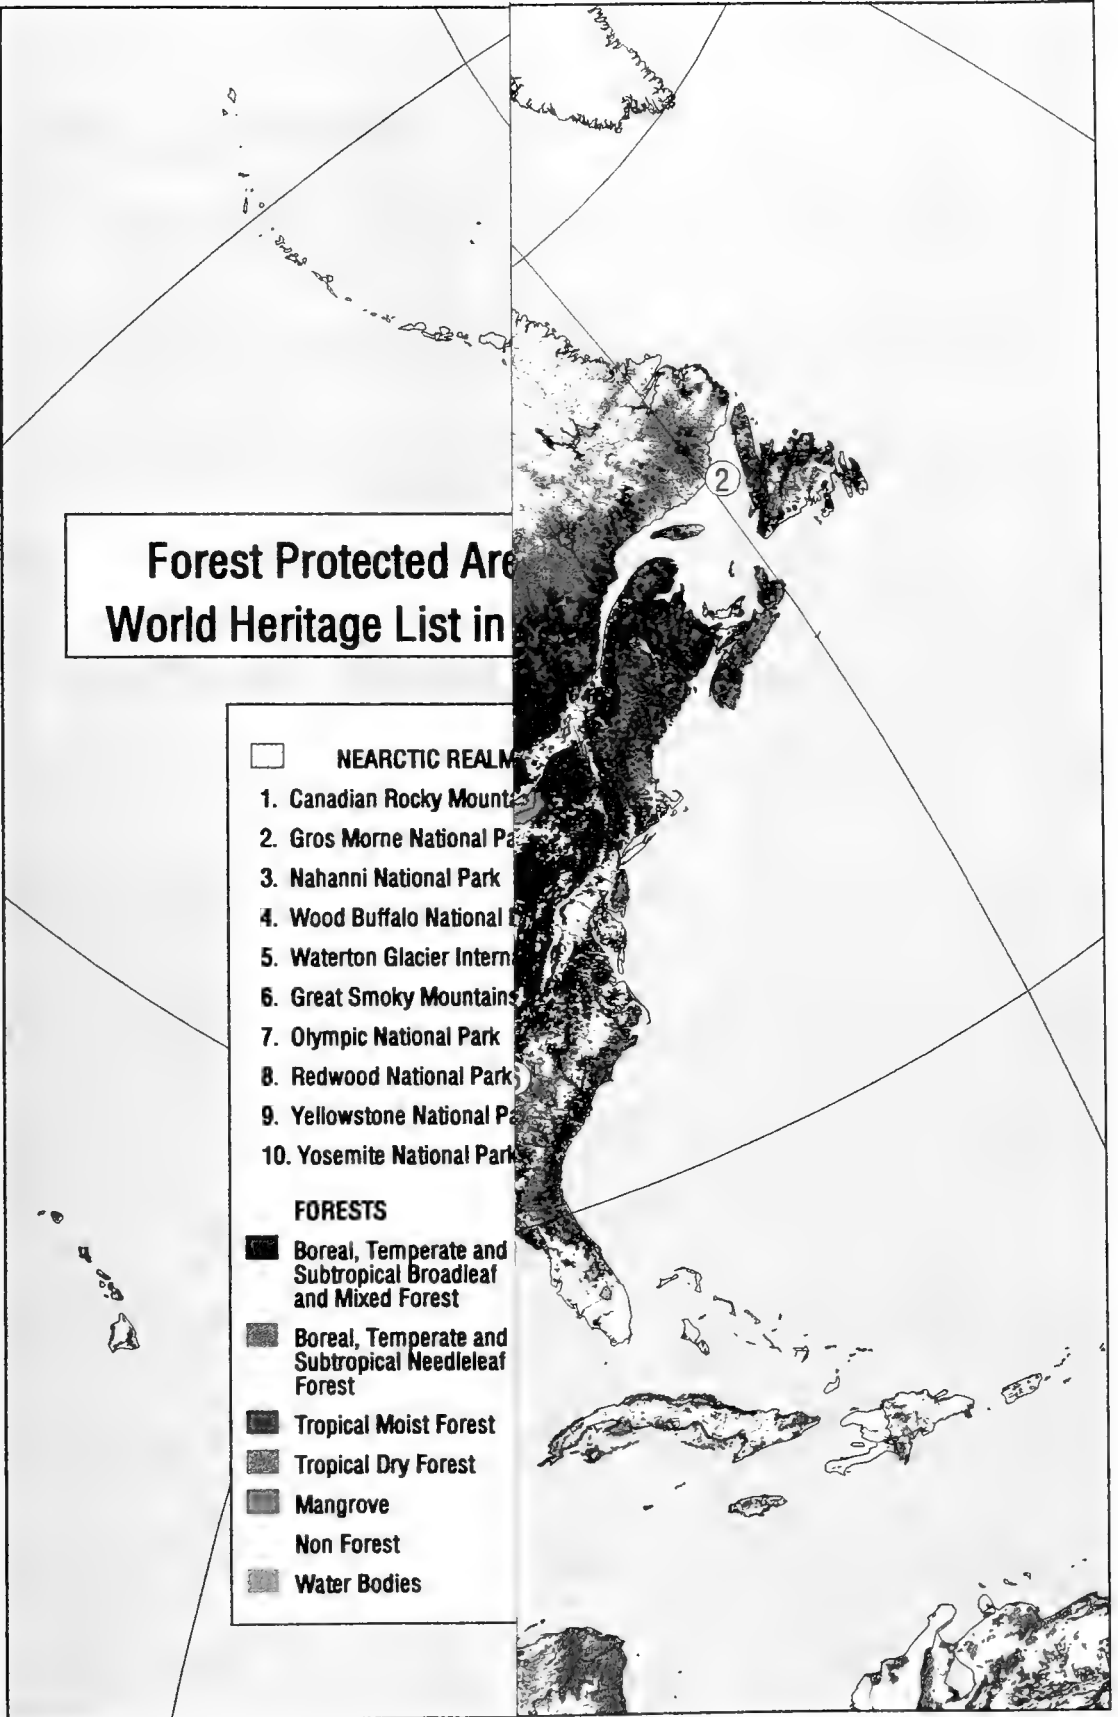 Forest Protected Are
World Heritage List in
NEARCTIC REALM
1. Canadian Rocky Mounta
2. Gros Morne National Pa
3. Nahanni National Park
4. Wood Buffalo National
5. Waterton Glacier Intern
6. Great Smoky Mountains
7. Olympic National Park
8. Redwood National Park
9. Yellowstone National Pa
10. Yosemite National Park
FORESTS
Boreal, Temperate and
Subtropical Broadleaf
and Mixed Forest
Boreal, Temperate and
Subtropical Needleleaf
Forest
Tropical Moist Forest
Tropical Dry Forest
Mangrove
Non Forest
Water Bodies
2